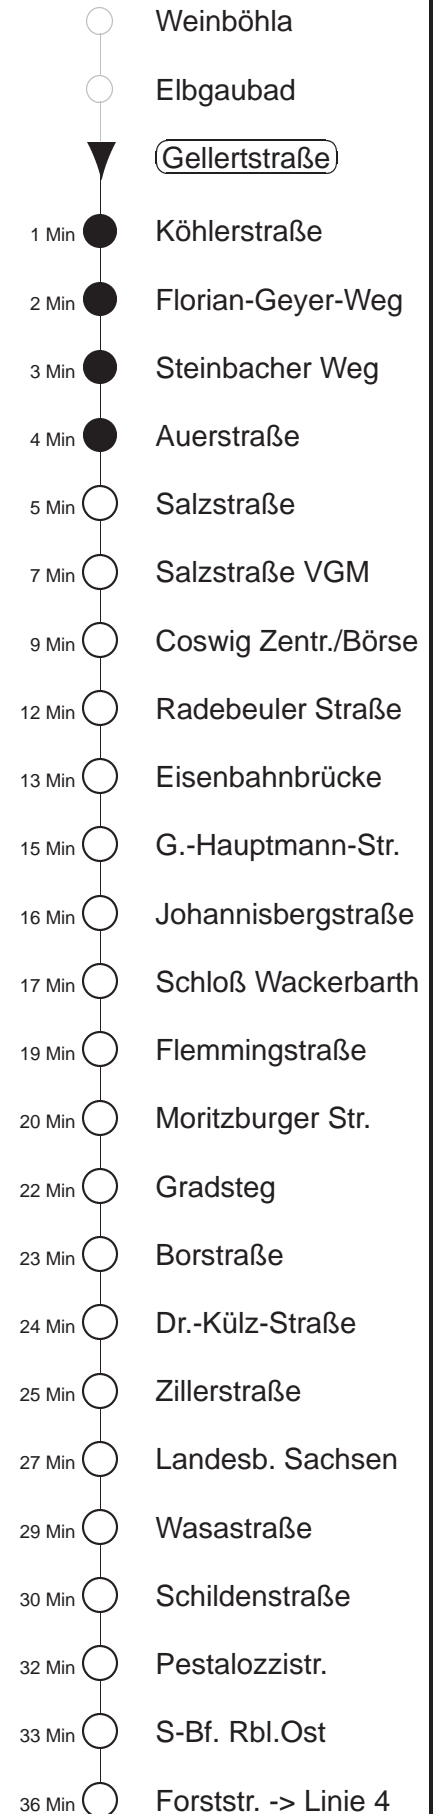 Weinböhla
Elbgaubad
Gellertstraße
1 Min Köhlerstraße
2 Min Florian-Geyer-Weg
3 Min Steinbacher Weg
4 Min Auerstraße
5 Min Salzstraße
7 Min Salzstraße VGM
9 Min Coswig Zentr./Börse
12 Min Radebeuler Straße
13 Min Eisenbahnbrücke
15 Min G.-Hauptmann-Str.
16 Min Johannisbergstraße
17 Min Schloß Wackerbarth
19 Min Flemmingstraße
20 Min Moritzburger Str.
22 Min Gradsteg
23 Min Borstraße
24 Min Dr.-Külz-Straße
25 Min Zillerstraße
27 Min Landesb. Sachsen
29 Min Wasastraße
30 Min Schildenstraße
32 Min Pestalozzistr.
33 Min S-Bf. Rbl.Ost
36 Min Forststr. -> Linie 4